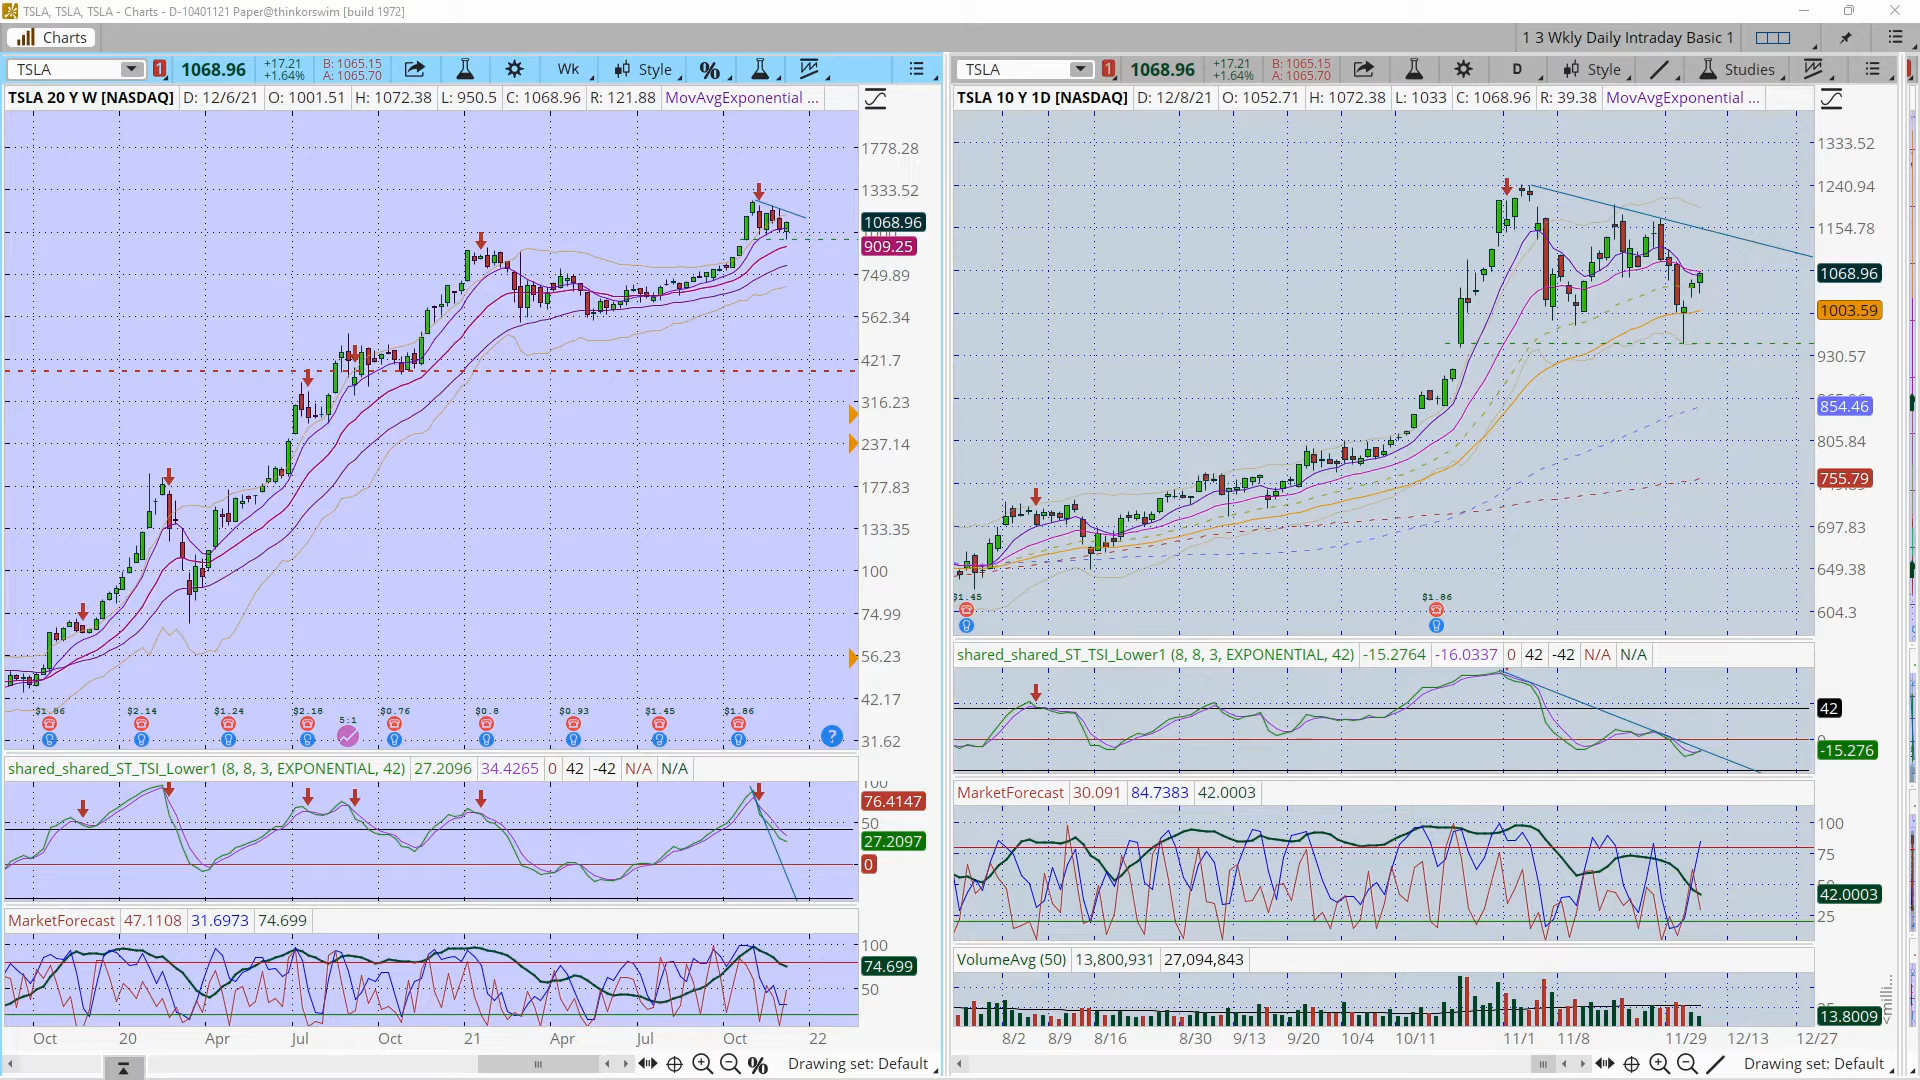 TSLA, TSLA, TSLA - Charts - D-10401121 Paper@thinkorswim [build 1972]
Charts
1 3 Wkly Daily Intraday Basic 1
TSLA 1 1068.96 +17.21 +1.64% B: 1065.15 A: 1065.70 Wk Style %
TSLA 20 Y W [NASDAQ] D: 12/6/21 O: 1001.51 H: 1072.38 L: 950.5 C: 1068.96 R: 121.88 MovAvgExponential ...
1778.28
1333.52
1068.96
909.25
749.89
562.34
421.7
316.23
237.14
177.83
133.35
100
74.99
56.23
42.17
31.62
$1.86 $2.14 $1.24 $2.18 5:1 $0.76 $0.8 $0.93 $1.45 $1.86
?
shared_shared_ST_TSI_Lower1 (8, 8, 3, EXPONENTIAL, 42) 27.2096 34.4265 0 42 -42 N/A N/A
100
76.4147
50
27.2097
0
MarketForecast 47.1108 31.6973 74.699
100
74.699
50
Oct 20 Apr Jul Oct 21 Apr Jul Oct 22
% Drawing set: Default
TSLA 1 1068.96 +17.21 +1.64% B: 1065.15 A: 1065.70 D Style Studies
TSLA 10 Y 1D [NASDAQ] D: 12/8/21 O: 1052.71 H: 1072.38 L: 1033 C: 1068.96 R: 39.38 MovAvgExponential ...
1333.52
1240.94
1154.78
1068.96
1003.59
930.57
854.46
805.84
755.79
697.83
649.38
604.3
$1.45 $1.86
shared_shared_ST_TSI_Lower1 (8, 8, 3, EXPONENTIAL, 42) -15.2764 -16.0337 0 42 -42 N/A N/A
42
-15.276
MarketForecast 30.091 84.7383 42.0003
100
75
42.0003
25
VolumeAvg (50) 13,800,931 27,094,843
13.8009
8/2 8/9 8/16 8/30 9/13 9/20 10/4 10/11 11/1 11/8 11/29 12/13 12/27
Drawing set: Default